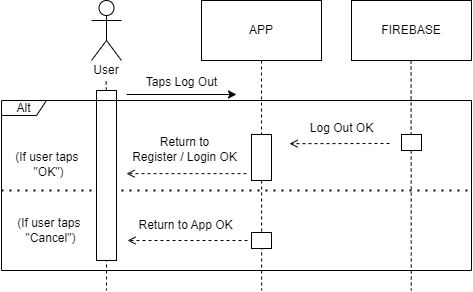 APP
FIREBASE
User
Taps Log Out
Alt
Log Out OK
Return to
Register / Login OK
(If user taps
"OK")
Return to App OK
(If user taps
"Cancel")